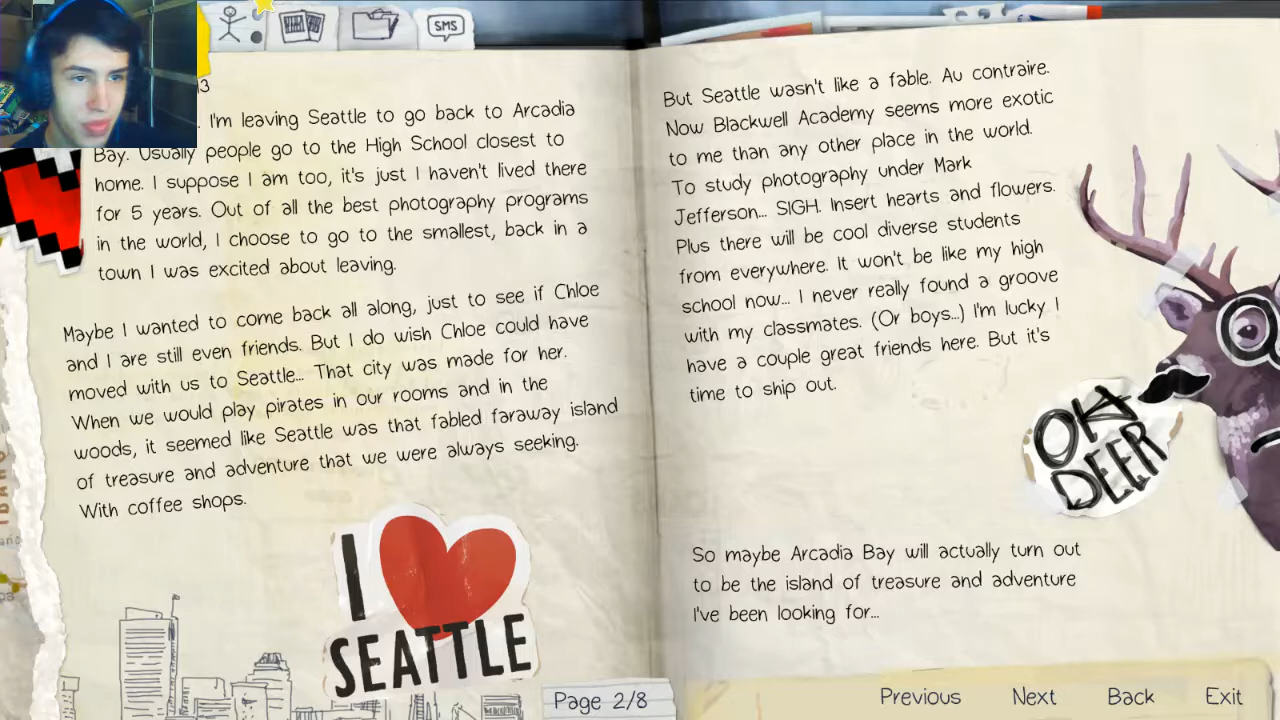 SMS
13
I'm leaving Seattle to go back to Arcadia
Bay. Usually people go to the High School closest to
home. I suppose I am too, it's just I haven't lived there
for 5 years. Out of all the best photography programs
in the world, I choose to go to the smallest, back in a
town I was excited about leaving.
Maybe I wanted to come back all along, just to see if Chloe
and I are still even friends. But I do wish Chloe could have
moved with us to Seattle... That city was made for her.
When we would play pirates in our rooms and in the
woods, it seemed like Seattle was that fabled faraway island
of treasure and adventure that we were always seeking.
With coffee shops.
I
SEATTLE
Page 2/8
But Seattle wasn't like a fable. Au contraire.
Now Blackwell Academy seems more exotic
to me than any other place in the world.
To study photography under Mark
Jefferson... SIGH. Insert hearts and flowers.
Plus there will be cool diverse students
from everywhere. It won't be like my high
school now... I never really found a groove
with my classmates. (Or boys...) I'm lucky I
have a couple great friends here. But it's
time to ship out.
OH
DEER
So maybe Arcadia Bay will actually turn out
to be the island of treasure and adventure
I've been looking for...
Previous Next Back Exit